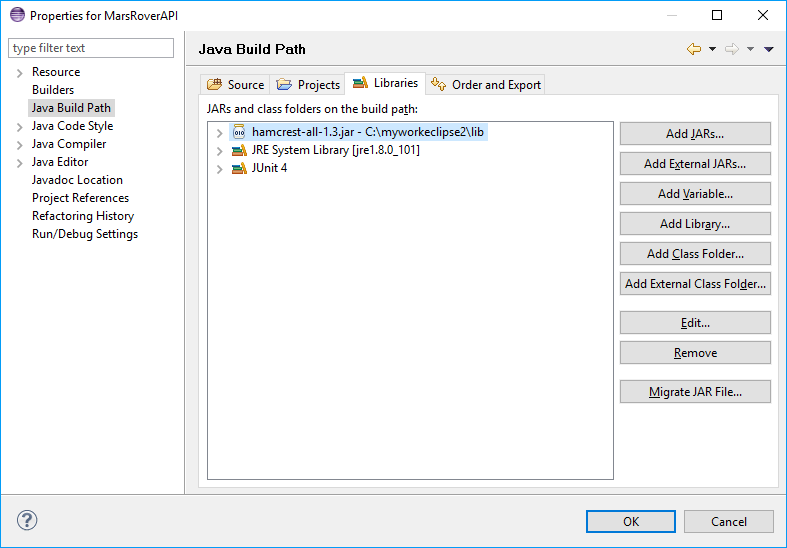 Properties for MarsRoverAPI
type filter text
Resource
Builders
Java Build Path
Java Code Style
Java Compiler
Java Editor
Javadoc Location
Project References
Refactoring History
Run/Debug Settings
Java Build Path
Source Projects Libraries Order and Export
JARs and class folders on the build path:
hamcrest-all-1.3.jar - C:\myworkeclipse2\lib
JRE System Library [jre1.8.0_101]
JUnit 4
Add JARs...
Add External JARs...
Add Variable...
Add Library...
Add Class Folder...
Add External Class Folder...
Edit...
Remove
Migrate JAR File...
OK Cancel